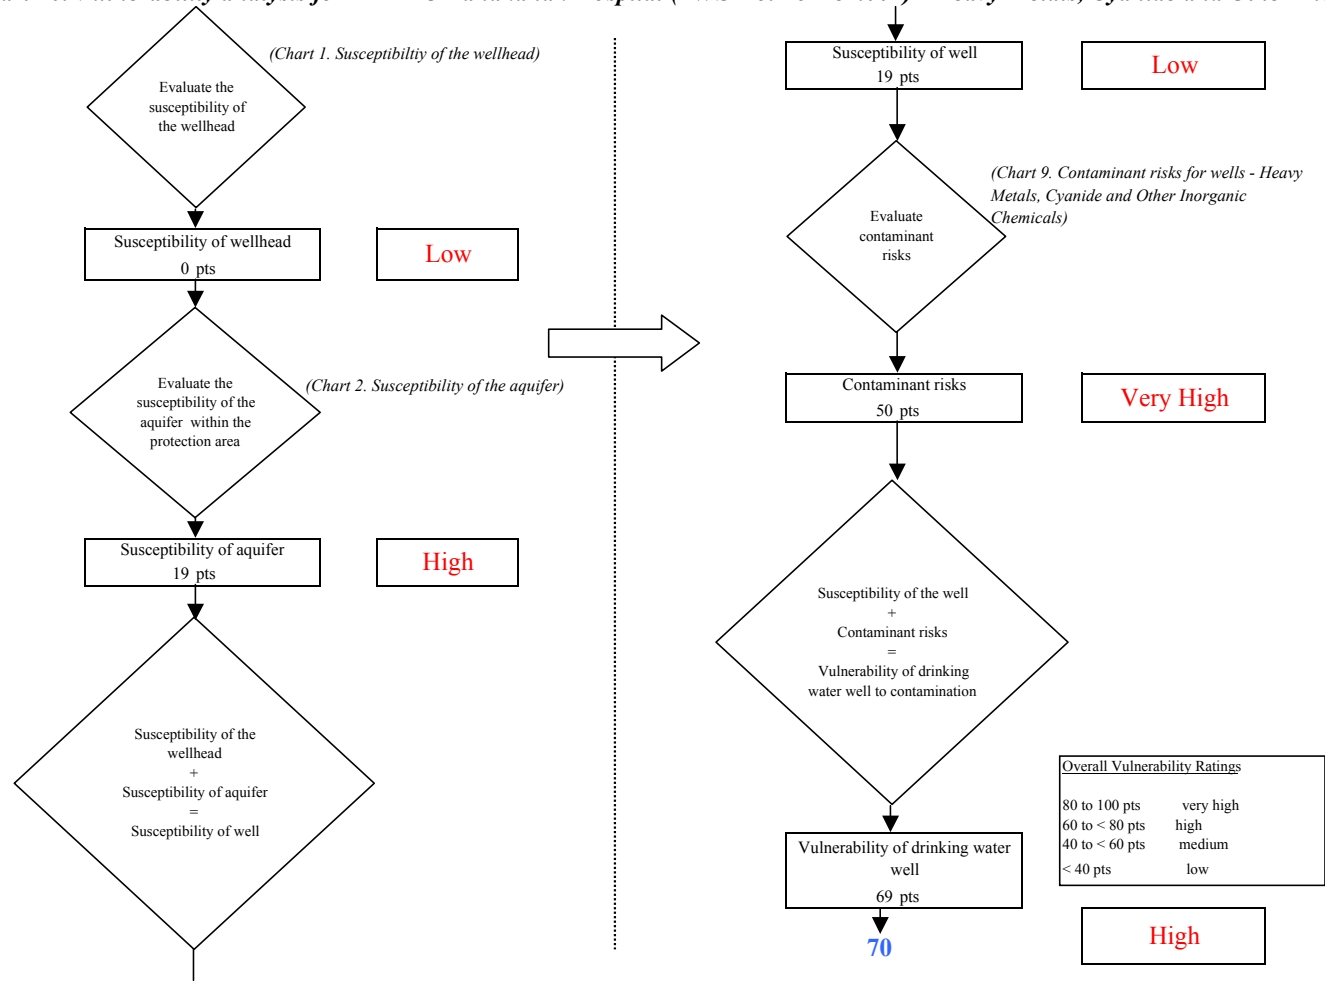 (Chart 1. Susceptibiltiy of the wellhead)
Evaluate the
susceptibility of
the wellhead
Susceptibility of wellhead
0 pts
Low
(Chart 2. Susceptibility of the aquifer)
Evaluate the
susceptibility of the
aquifer within the
protection area
Susceptibility of aquifer
19 pts
High
Susceptibility of the
wellhead
+
Susceptibility of aquifer
=
Susceptibility of well
Susceptibility of well
19 pts
Low
(Chart 9. Contaminant risks for wells - Heavy
Metals, Cyanide and Other Inorganic
Chemicals)
Evaluate
contaminant
risks
Contaminant risks
50 pts
Very High
Susceptibility of the well
+
Contaminant risks
=
Vulnerability of drinking
water well to contamination
Overall Vulnerability Ratings
80 to 100 pts very high
60 to < 80 pts high
40 to < 60 pts medium
< 40 pts low
Vulnerability of drinking water
well
69 pts
70
High